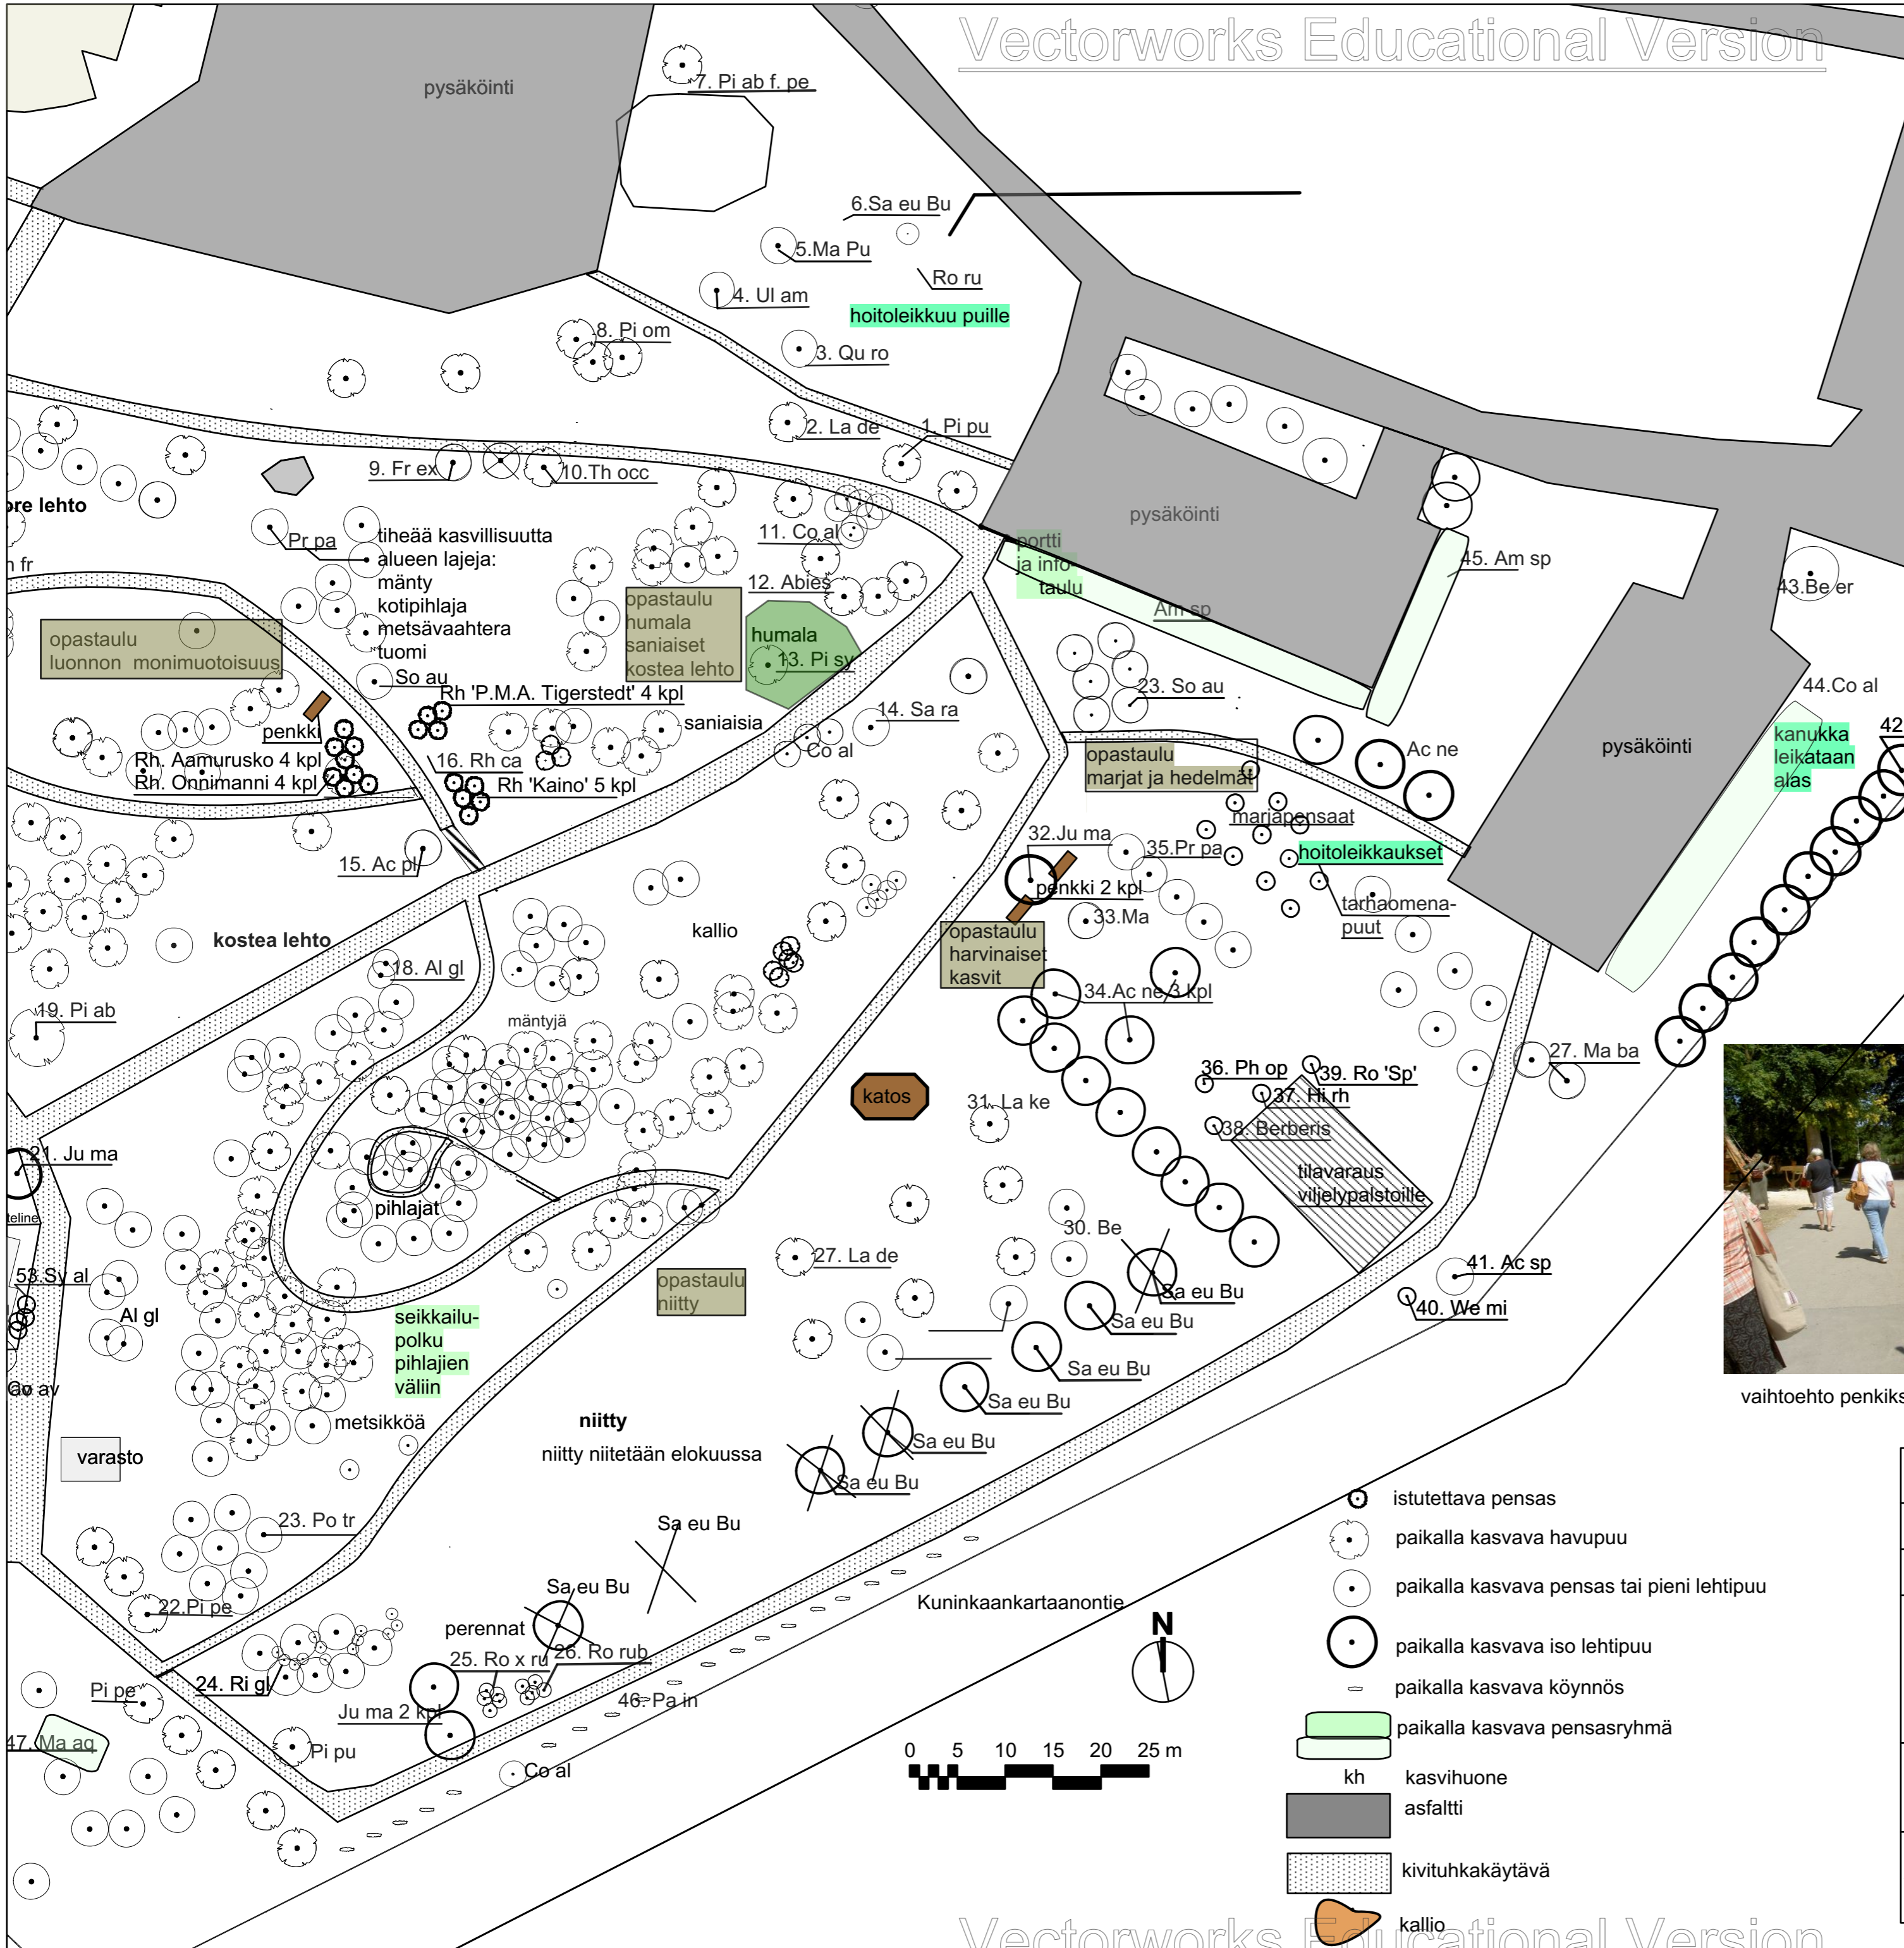 Vectorworks Educational Version
pysäköinti
7. Pi ab f. pe
6.Sa eu Bu
5.Ma Pu
Ro ru
4. Ul am
hoitoleikkuu puille
8. Pi om
3. Qu ro
2. La de
1. Pi pu
9. Fr ex
10.Th occ
pysäköinti
lehto
11. Co al
Pr pa
tiheää kasvillisuutta
alueen lajeja:
mänty
kotipihlaja
metsävaahtera
tuomi
portti
ja info-
taulu
45. Am sp
43.Be er
12. Abies
Am sp
opastaulu
humala
saniaiset
kostea lehto
humala
13. Pi sy
opastaulu
luonnon monimuotoisuus
So au
Rh 'P.M.A. Tigerstedt' 4 kpl
saniaisia
14. Sa ra
23. So au
44.Co al
penkki
Co al
Ac ne
pysäköinti
kanukka
leikataan
alas
42
opastaulu
marjat ja hedelmät
Rh. Aamurusko 4 kpl
Rh. Onnimanni 4 kpl
16. Rh ca
Rh 'Kaino' 5 kpl
marjapensaat
15. Ac pl
32.Ju ma
35.Pr pa
hoitoleikkaukset
penkki 2 kpl
33.Ma
tarhaomena-
puut
kostea lehto
kallio
opastaulu
harvinaiset
kasvit
18. Al gl
34.Ac ne 3 kpl
19. Pi ab
mäntyjä
27. Ma ba
36. Ph op
39. Ro 'Sp'
katos
31. La ke
37. Hi rh
38. Berberis
21. Ju ma
tilavaraus
viljelypalstoille
pihlajat
teline
30. Be
27. La de
53.Sy al
opastaulu
niitty
41. Ac sp
Sa eu Bu
40. We mi
Al gl
seikkailu-
polku
pihlajien
väliin
Sa eu Bu
Sa eu Bu
av
Sa eu Bu
vaihtoehto penkiks
metsikköä
niitty
Sa eu Bu
varasto
niitty niitetään elokuussa
Sa eu Bu
istutettava pensas
23. Po tr
Sa eu Bu
paikalla kasvava havupuu
Sa eu Bu
paikalla kasvava pensas tai pieni lehtipuu
22.Pi pe
Kuninkaankartaanontie
N
perennat
paikalla kasvava iso lehtipuu
25. Ro x ru
26. Ro rub
24. Ri gl
Pi pe
46. Pa in
paikalla kasvava köynnös
Ju ma 2 kpl
paikalla kasvava pensasryhmä
47. Ma aq
Pi pu
0 5 10 15 20 25 m
Co al
kh kasvihuone
asfaltti
kivituhkakäytävä
kallio
Vectorworks Educational Version